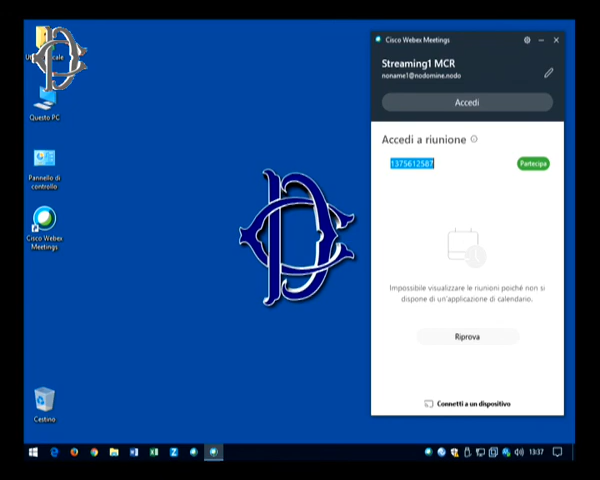 Questo PC
Pannello di
controllo
Cisco Webex
Meetings
Cestino
Cisco Webex Meetings
Streaming1 MCR
noname1@nodomine.nodo
Accedi
Accedi a riunione
1375612587
Partecipa
Impossibile visualizzare le riunioni poiché non si
dispone di un'applicazione di calendario.
Riprova
Connetti a un dispositivo
13:37